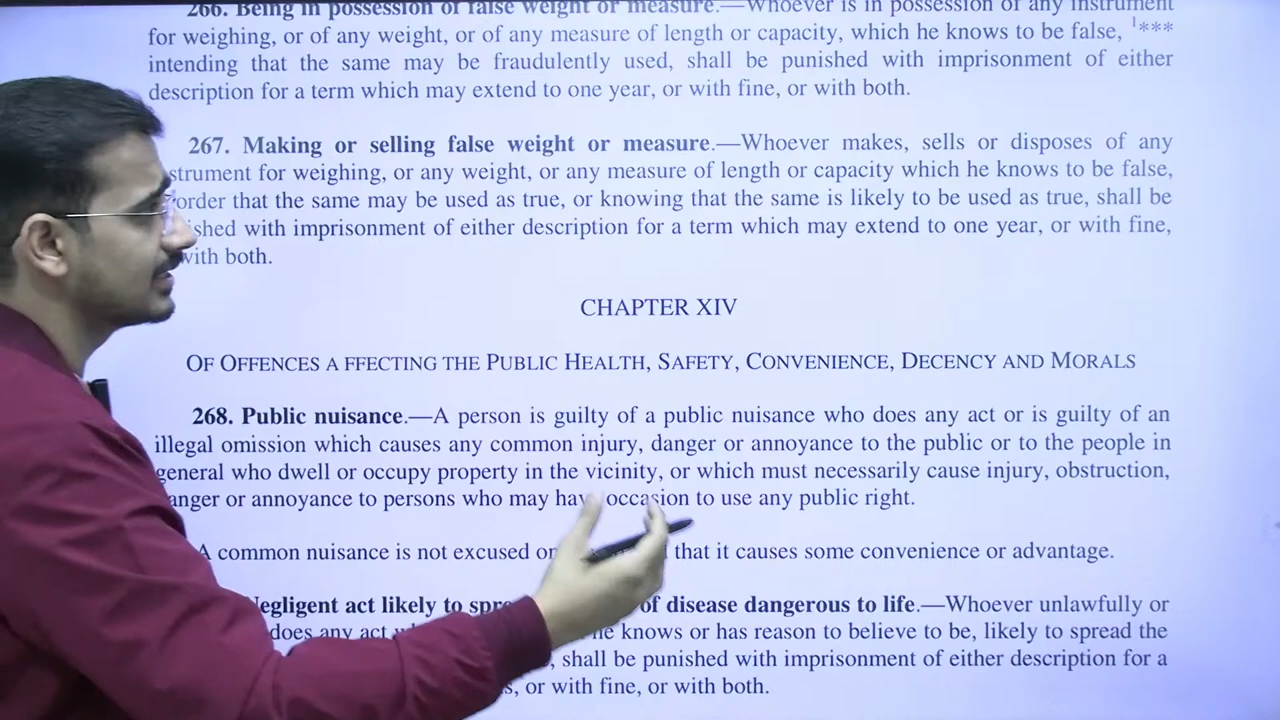 266. Being in possession of false weight or measure.—Whoever is in possession of any instrument
for weighing, or of any weight, or of any measure of length or capacity, which he knows to be false, ¹***
intending that the same may be fraudulently used, shall be punished with imprisonment of either
description for a term which may extend to one year, or with fine, or with both.
267. Making or selling false weight or measure.—Whoever makes, sells or disposes of any
strument for weighing, or any weight, or any measure of length or capacity which he knows to be false,
order that the same may be used as true, or knowing that the same is likely to be used as true, shall be
shed with imprisonment of either description for a term which may extend to one year, or with fine,
with both.
CHAPTER XIV
OF OFFENCES A FFECTING THE PUBLIC HEALTH, SAFETY, CONVENIENCE, DECENCY AND MORALS
268. Public nuisance.—A person is guilty of a public nuisance who does any act or is guilty of an
illegal omission which causes any common injury, danger or annoyance to the public or to the people in
general who dwell or occupy property in the vicinity, or which must necessarily cause injury, obstruction,
anger or annoyance to persons who may hav occasion to use any public right.
A common nuisance is not excused on that it causes some convenience or advantage.
Negligent act likely to spre of disease dangerous to life.—Whoever unlawfully or
does any act he knows or has reason to believe to be, likely to spread the
, shall be punished with imprisonment of either description for a
s, or with fine, or with both.